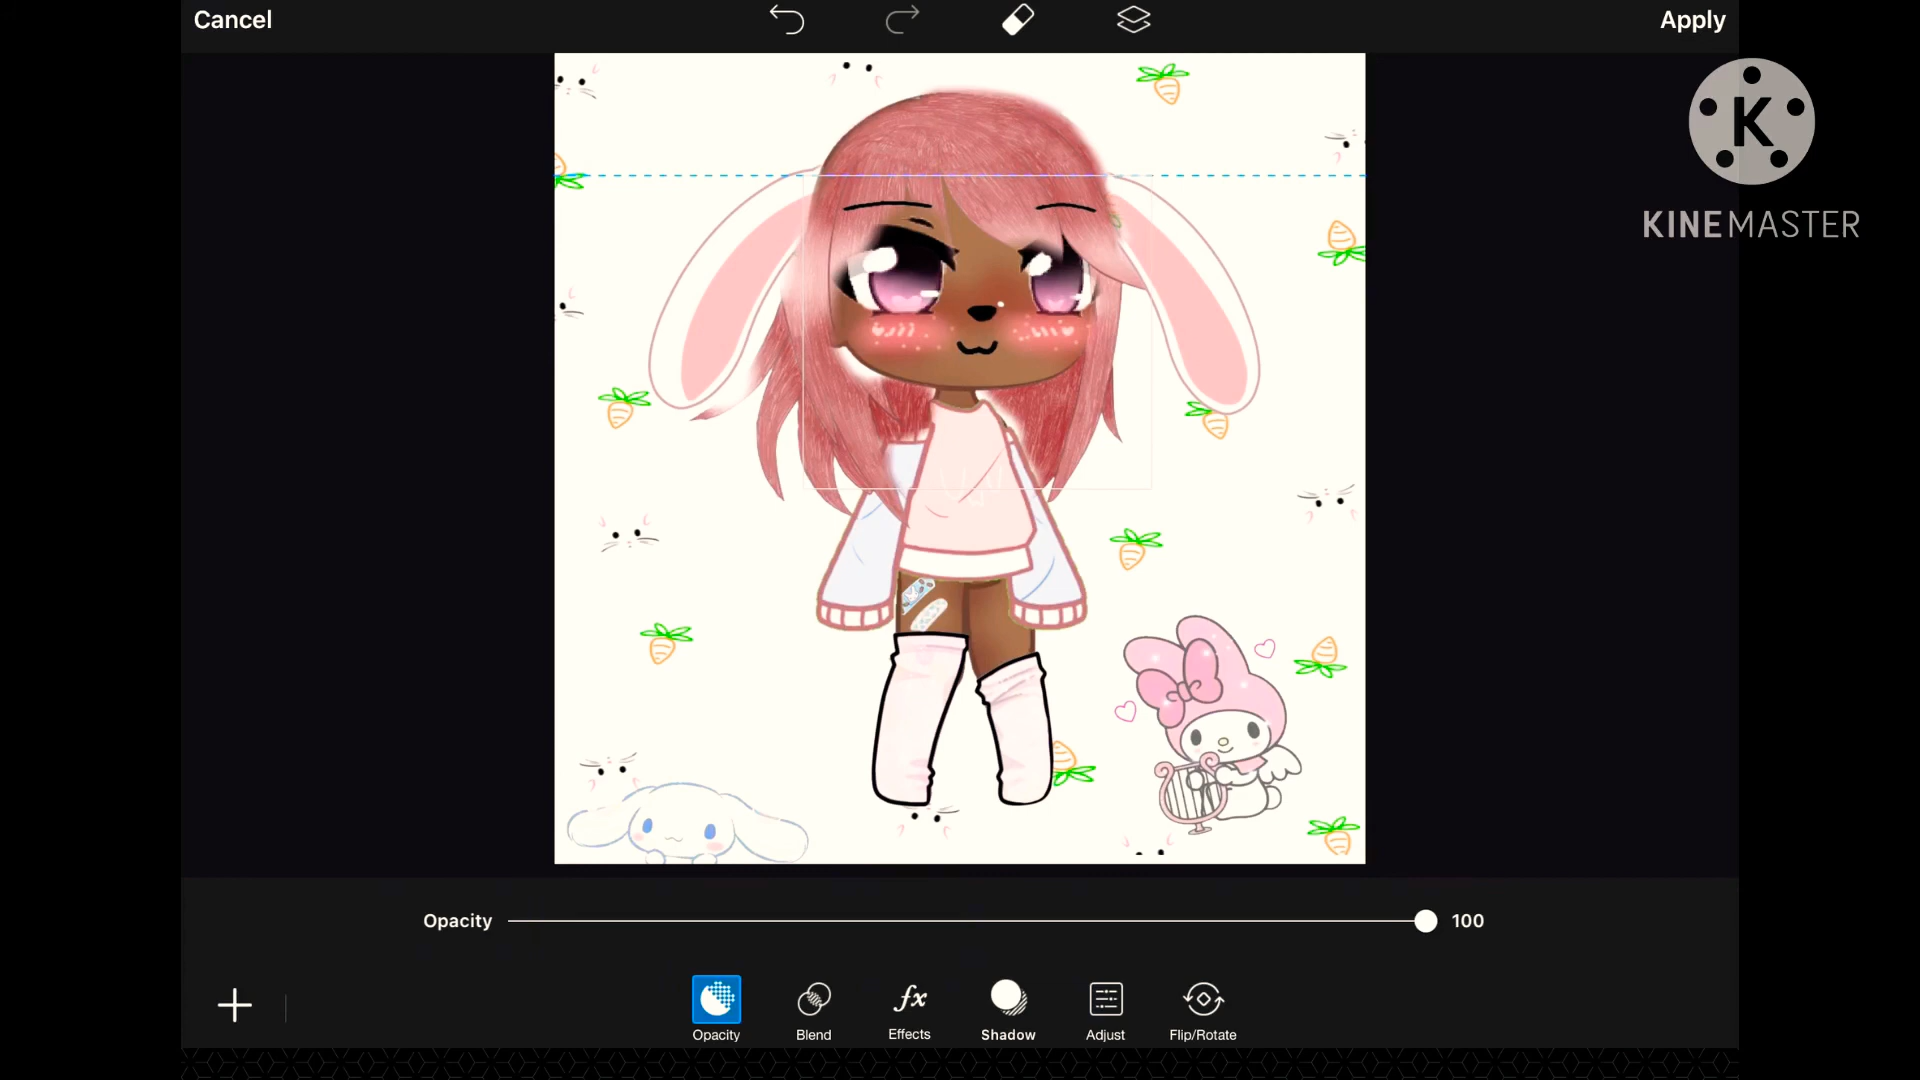 Cancel
Apply
K
KINEMASTER
Opacity
100
Opacity
Blend
fx
Effects
Shadow
Adjust
Flip/Rotate